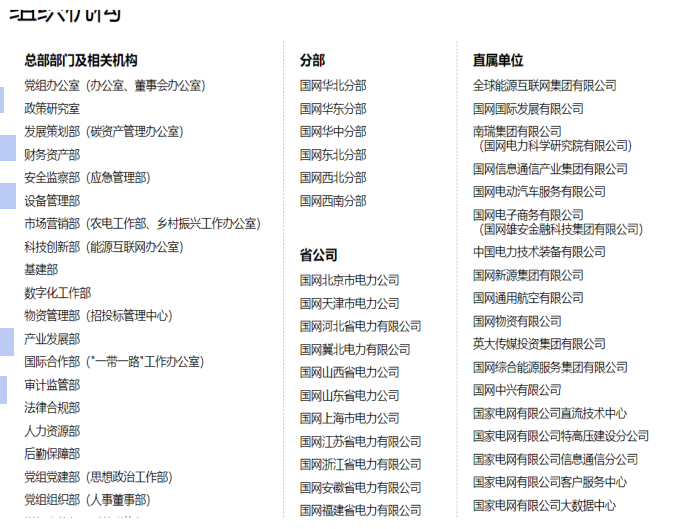 组织机构
总部部门及相关机构
党组办公室（办公室、董事会办公室）
政策研究室
发展策划部（碳资产管理办公室）
财务资产部
安全监察部（应急管理部）
设备管理部
市场营销部（农电工作部、乡村振兴工作办公室）
科技创新部（能源互联网办公室）
基建部
数字化工作部
物资管理部（招投标管理中心）
产业发展部
国际合作部（"一带一路"工作办公室）
审计监管部
法律合规部
人力资源部
后勤保障部
党组党建部（思想政治工作部）
党组组织部（人事董事部）
分部
国网华北分部
国网华东分部
国网华中分部
国网东北分部
国网西北分部
国网西南分部
省公司
国网北京市电力公司
国网天津市电力公司
国网河北省电力有限公司
国网冀北电力有限公司
国网山西省电力公司
国网山东省电力公司
国网上海市电力公司
国网江苏省电力有限公司
国网浙江省电力有限公司
国网安徽省电力有限公司
国网福建省电力有限公司
直属单位
全球能源互联网集团有限公司
国网国际发展有限公司
南瑞集团有限公司
（国网电力科学研究院有限公司）
国网信息通信产业集团有限公司
国网电动汽车服务有限公司
国网电子商务有限公司
（国网雄安金融科技集团有限公司）
中国电力技术装备有限公司
国网新源集团有限公司
国网通用航空有限公司
国网物资有限公司
英大传媒投资集团有限公司
国网综合能源服务集团有限公司
国网中兴有限公司
国家电网有限公司直流技术中心
国家电网有限公司特高压建设分公司
国家电网有限公司信息通信分公司
国家电网有限公司客户服务中心
国家电网有限公司大数据中心